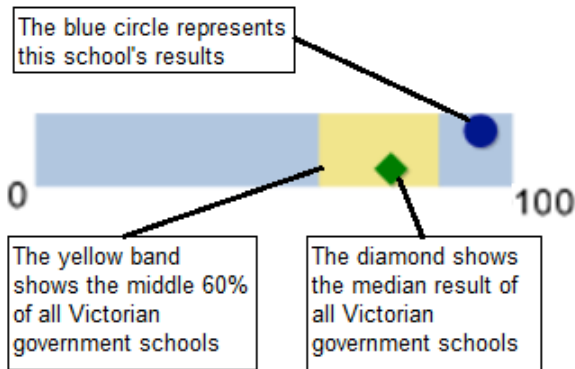 The blue circle represents
this school's results
0
100
The yellow band
shows the middle 60%
of all Victorian
government schools
The diamond shows
the median result of
all Victorian
government schools